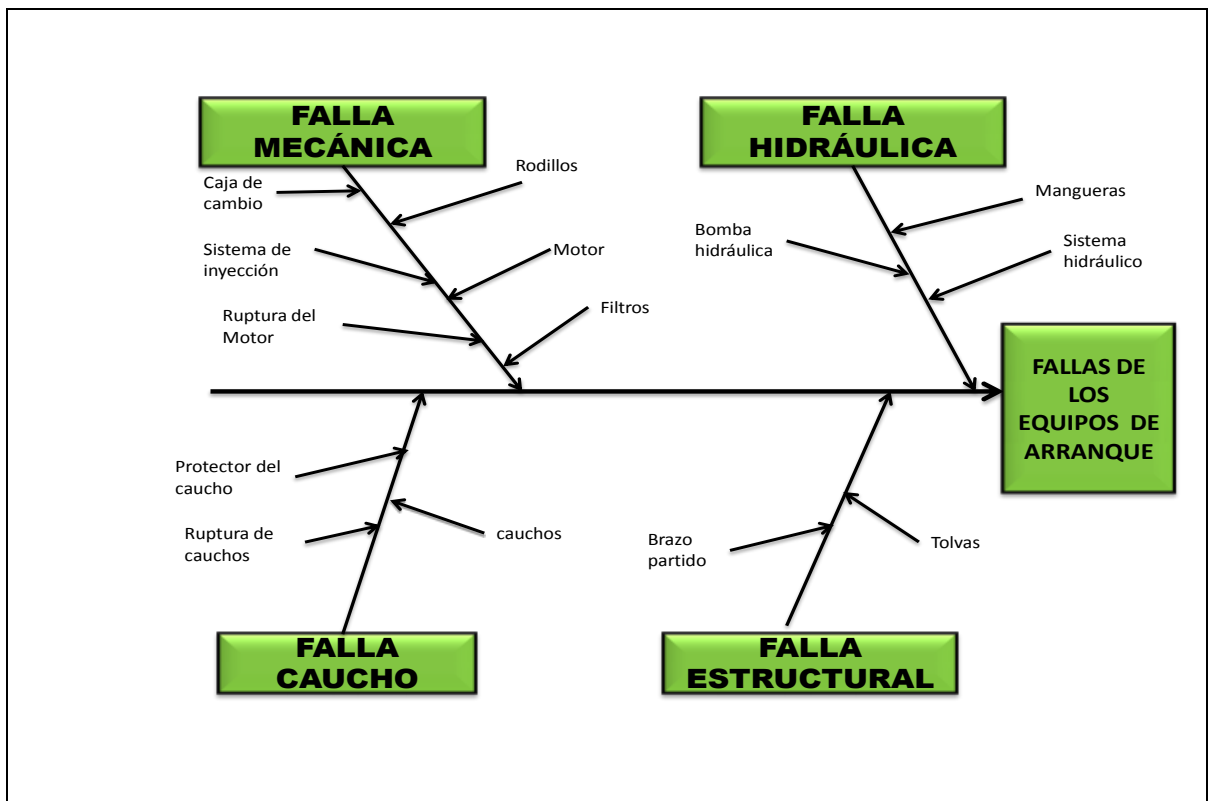 FALLA
MECÁNICA
FALLA
HIDRÁULICA
Caja de
cambio
Rodillos
Sistema de
inyección
Motor
Ruptura del
Motor
Filtros
Mangueras
Bomba
hidráulica
Sistema
hidráulico
FALLAS DE
LOS
EQUIPOS DE
ARRANQUE
Protector del
caucho
Ruptura de
cauchos
cauchos
Brazo
partido
Tolvas
FALLA
CAUCHO
FALLA
ESTRUCTURAL